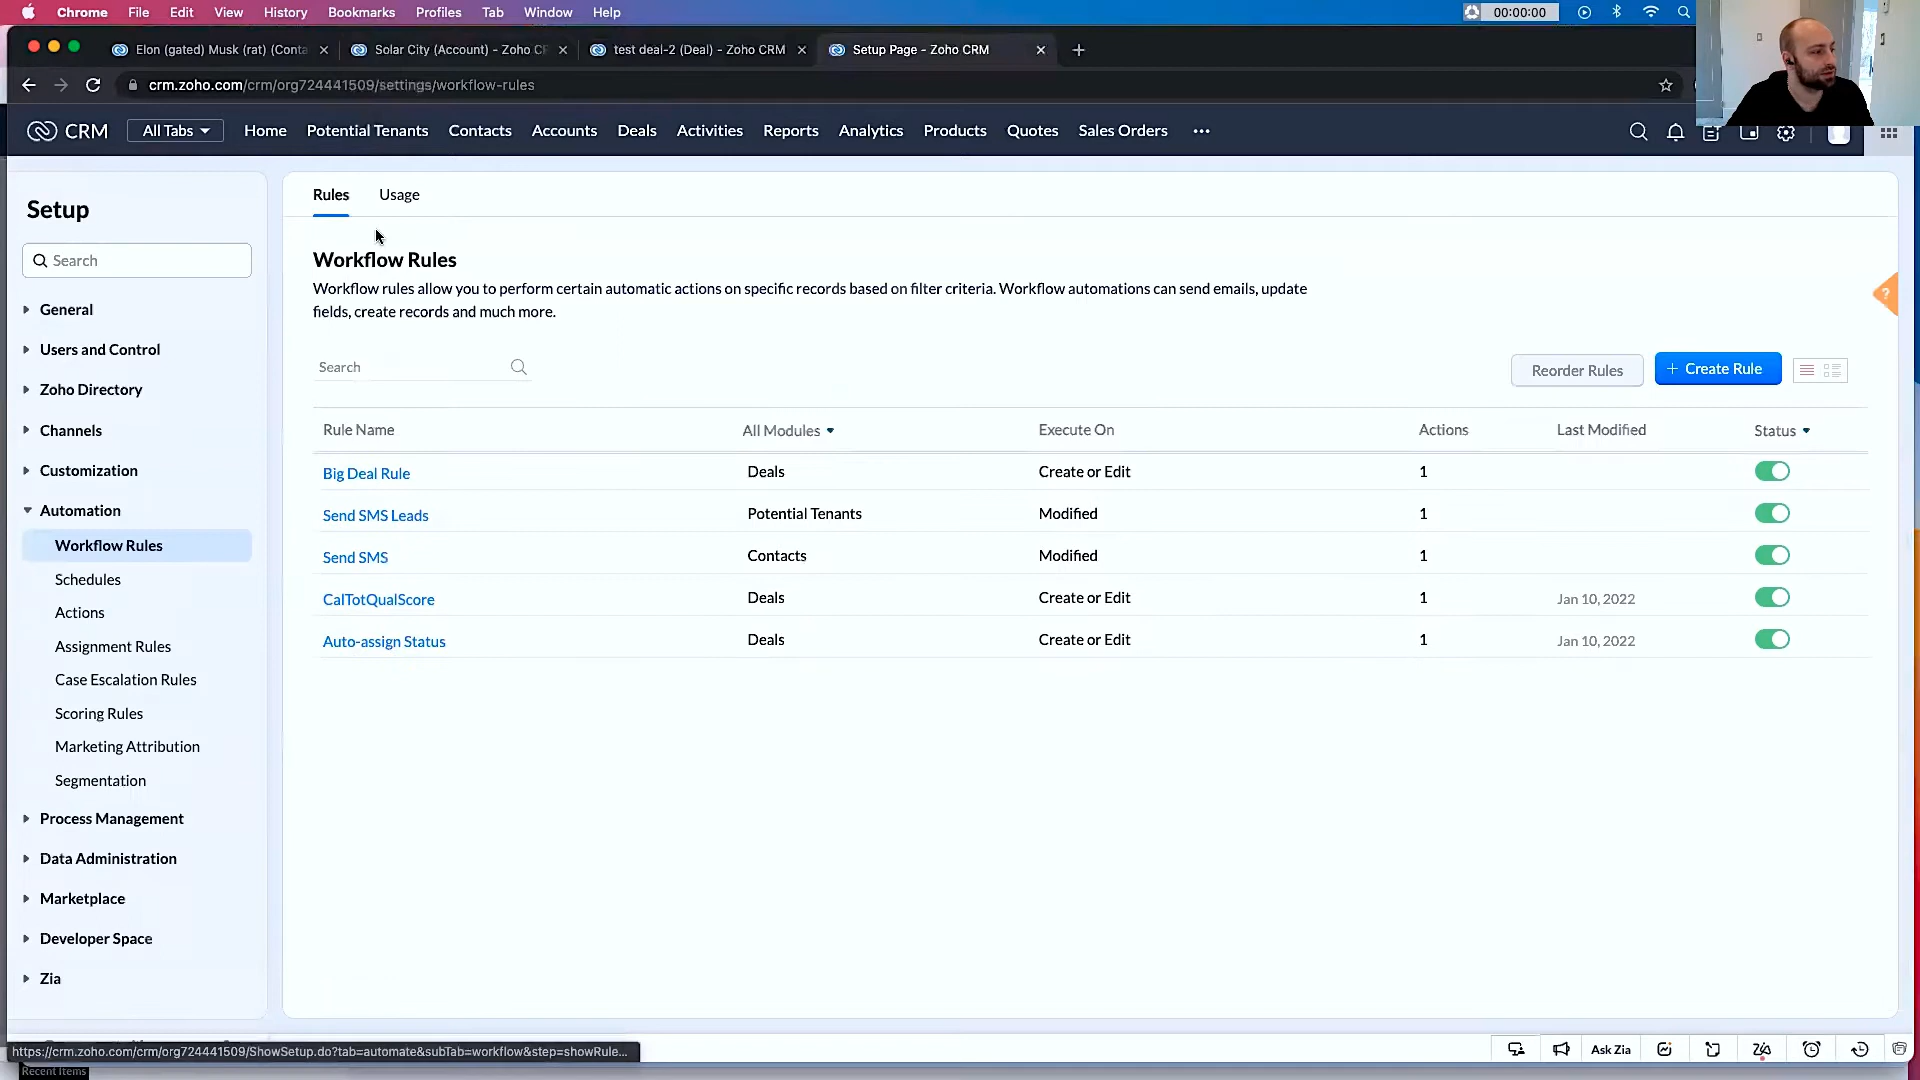 Chrome File Edit View History Bookmarks Profiles Tab Window Help 00:00:00
Elon (gated) Musk (rat) (Conta Solar City (Account) - Zoho CR test deal-2 (Deal) - Zoho CRM Setup Page - Zoho CRM
crm.zoho.com/crm/org724441509/settings/workflow-rules
CRM All Tabs Home Potential Tenants Contacts Accounts Deals Activities Reports Analytics Products Quotes Sales Orders
Setup
Search
General
Users and Control
Zoho Directory
Channels
Customization
Automation
Workflow Rules
Schedules
Actions
Assignment Rules
Case Escalation Rules
Scoring Rules
Marketing Attribution
Segmentation
Process Management
Data Administration
Marketplace
Developer Space
Zia
Rules Usage
Workflow Rules
Workflow rules allow you to perform certain automatic actions on specific records based on filter criteria. Workflow automations can send emails, update
fields, create records and much more.
Search Reorder Rules + Create Rule
Rule Name All Modules Execute On Actions Last Modified Status
Big Deal Rule Deals Create or Edit 1
Send SMS Leads Potential Tenants Modified 1
Send SMS Contacts Modified 1
CalTotQualScore Deals Create or Edit 1 Jan 10, 2022
Auto-assign Status Deals Create or Edit 1 Jan 10, 2022
?
https://crm.zoho.com/crm/org724441509/ShowSetup.do?tab=automate&subTab=workflow&step=showRule...
Ask Zia
Recent Items